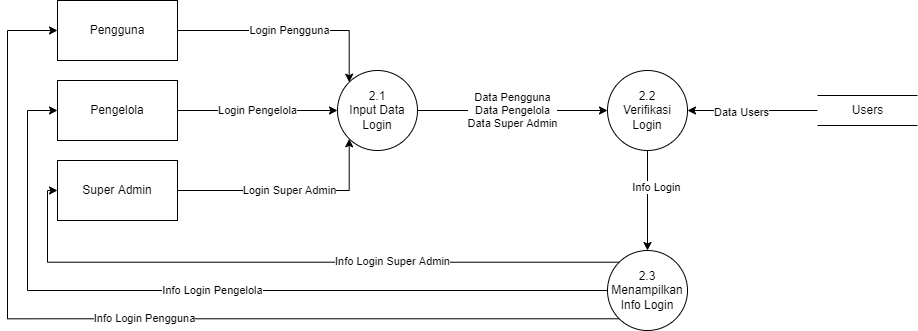 Pengguna
Login Pengguna
Pengelola
Login Pengelola
Super Admin
Login Super Admin
2.1
Input Data
Login
Data Pengguna
Data Pengelola
Data Super Admin
2.2
Verifikasi
Login
Data Users
Users
Info Login
2.3
Menampilkan
Info Login
Info Login Super Admin
Info Login Pengelola
Info Login Pengguna